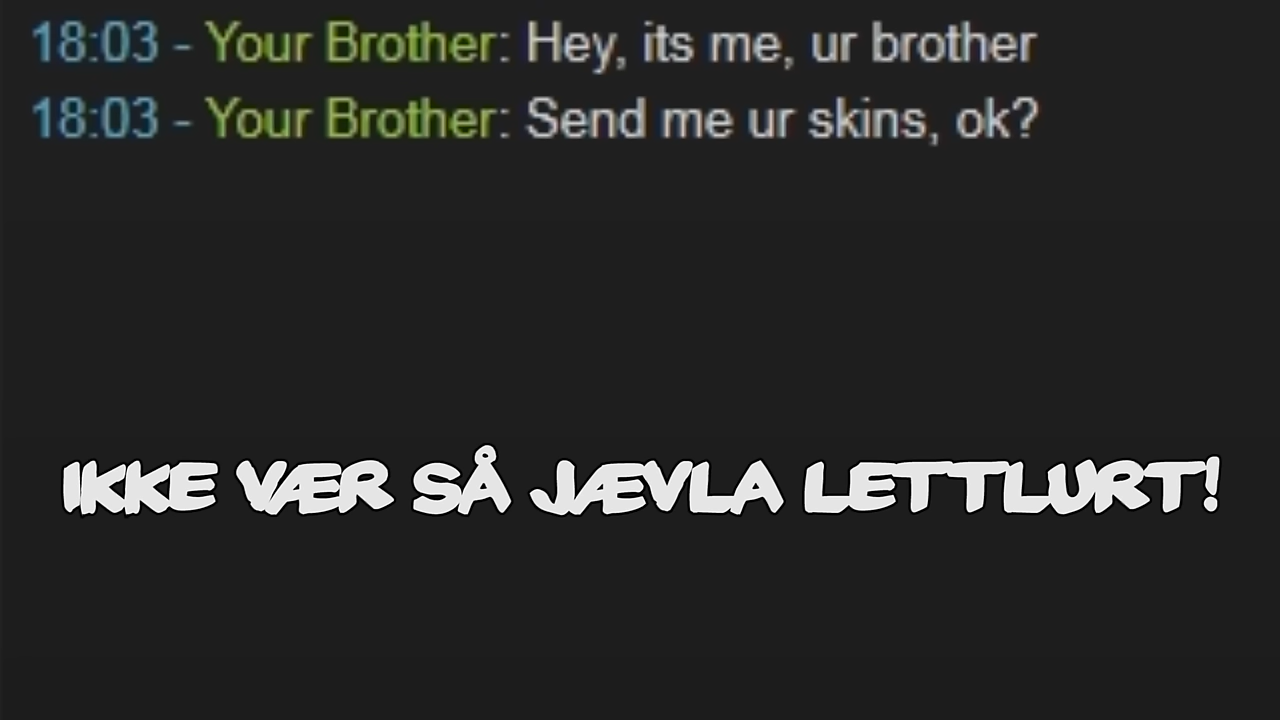 18:03 - Your Brother: Hey, its me, ur brother
18:03 - Your Brother: Send me ur skins, ok?
IKKE VÆR SÅ JÆVLA LETTLURT!